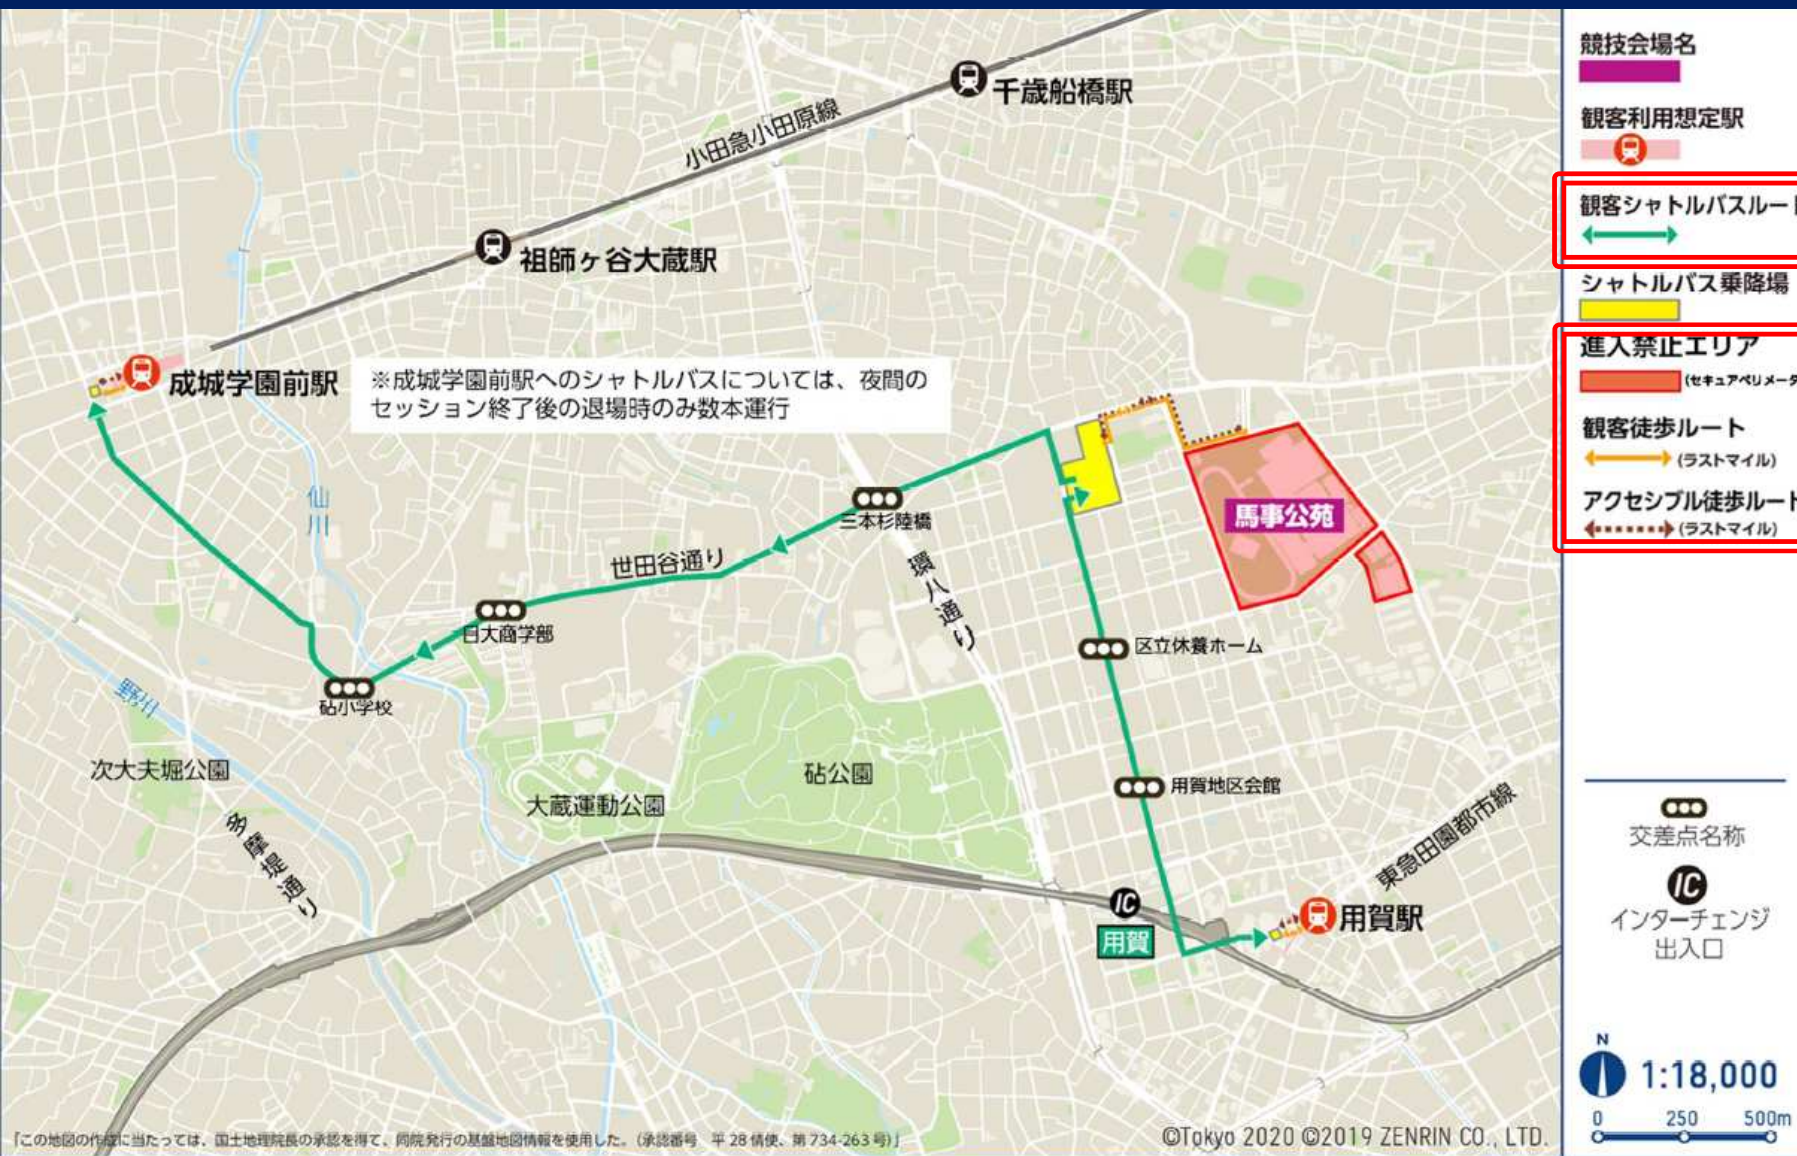 千歳船橋駅
小田急小田原線
祖師ヶ谷大蔵駅
成城学園前駅
※成城学園前駅へのシャトルバスについては、夜間の
セッション終了後の退場時のみ数本運行
仙川
三本杉陸橋
馬事公苑
世田谷通り
環八通り
日大商学部
区立休養ホーム
砧小学校
野川
次大夫堀公園
砧公園
用賀地区会館
大蔵運動公園
多摩堤通り
東急田園都市線
IC
用賀
用賀駅
「この地図の作成に当たっては、国土地理院長の承認を得て、同院発行の基盤地図情報を使用した。(承認番号 平28情使、第734-263号)」
©Tokyo 2020 ©2019 ZENRIN CO., LTD.
競技会場名
観客利用想定駅
観客シャトルバスルート
シャトルバス乗降場
進入禁止エリア
(セキュアペリメータ
観客徒歩ルート
(ラストマイル)
アクセシブル徒歩ルート
(ラストマイル)
交差点名称
IC
インターチェンジ
出入口
N
1:18,000
0 250 500m